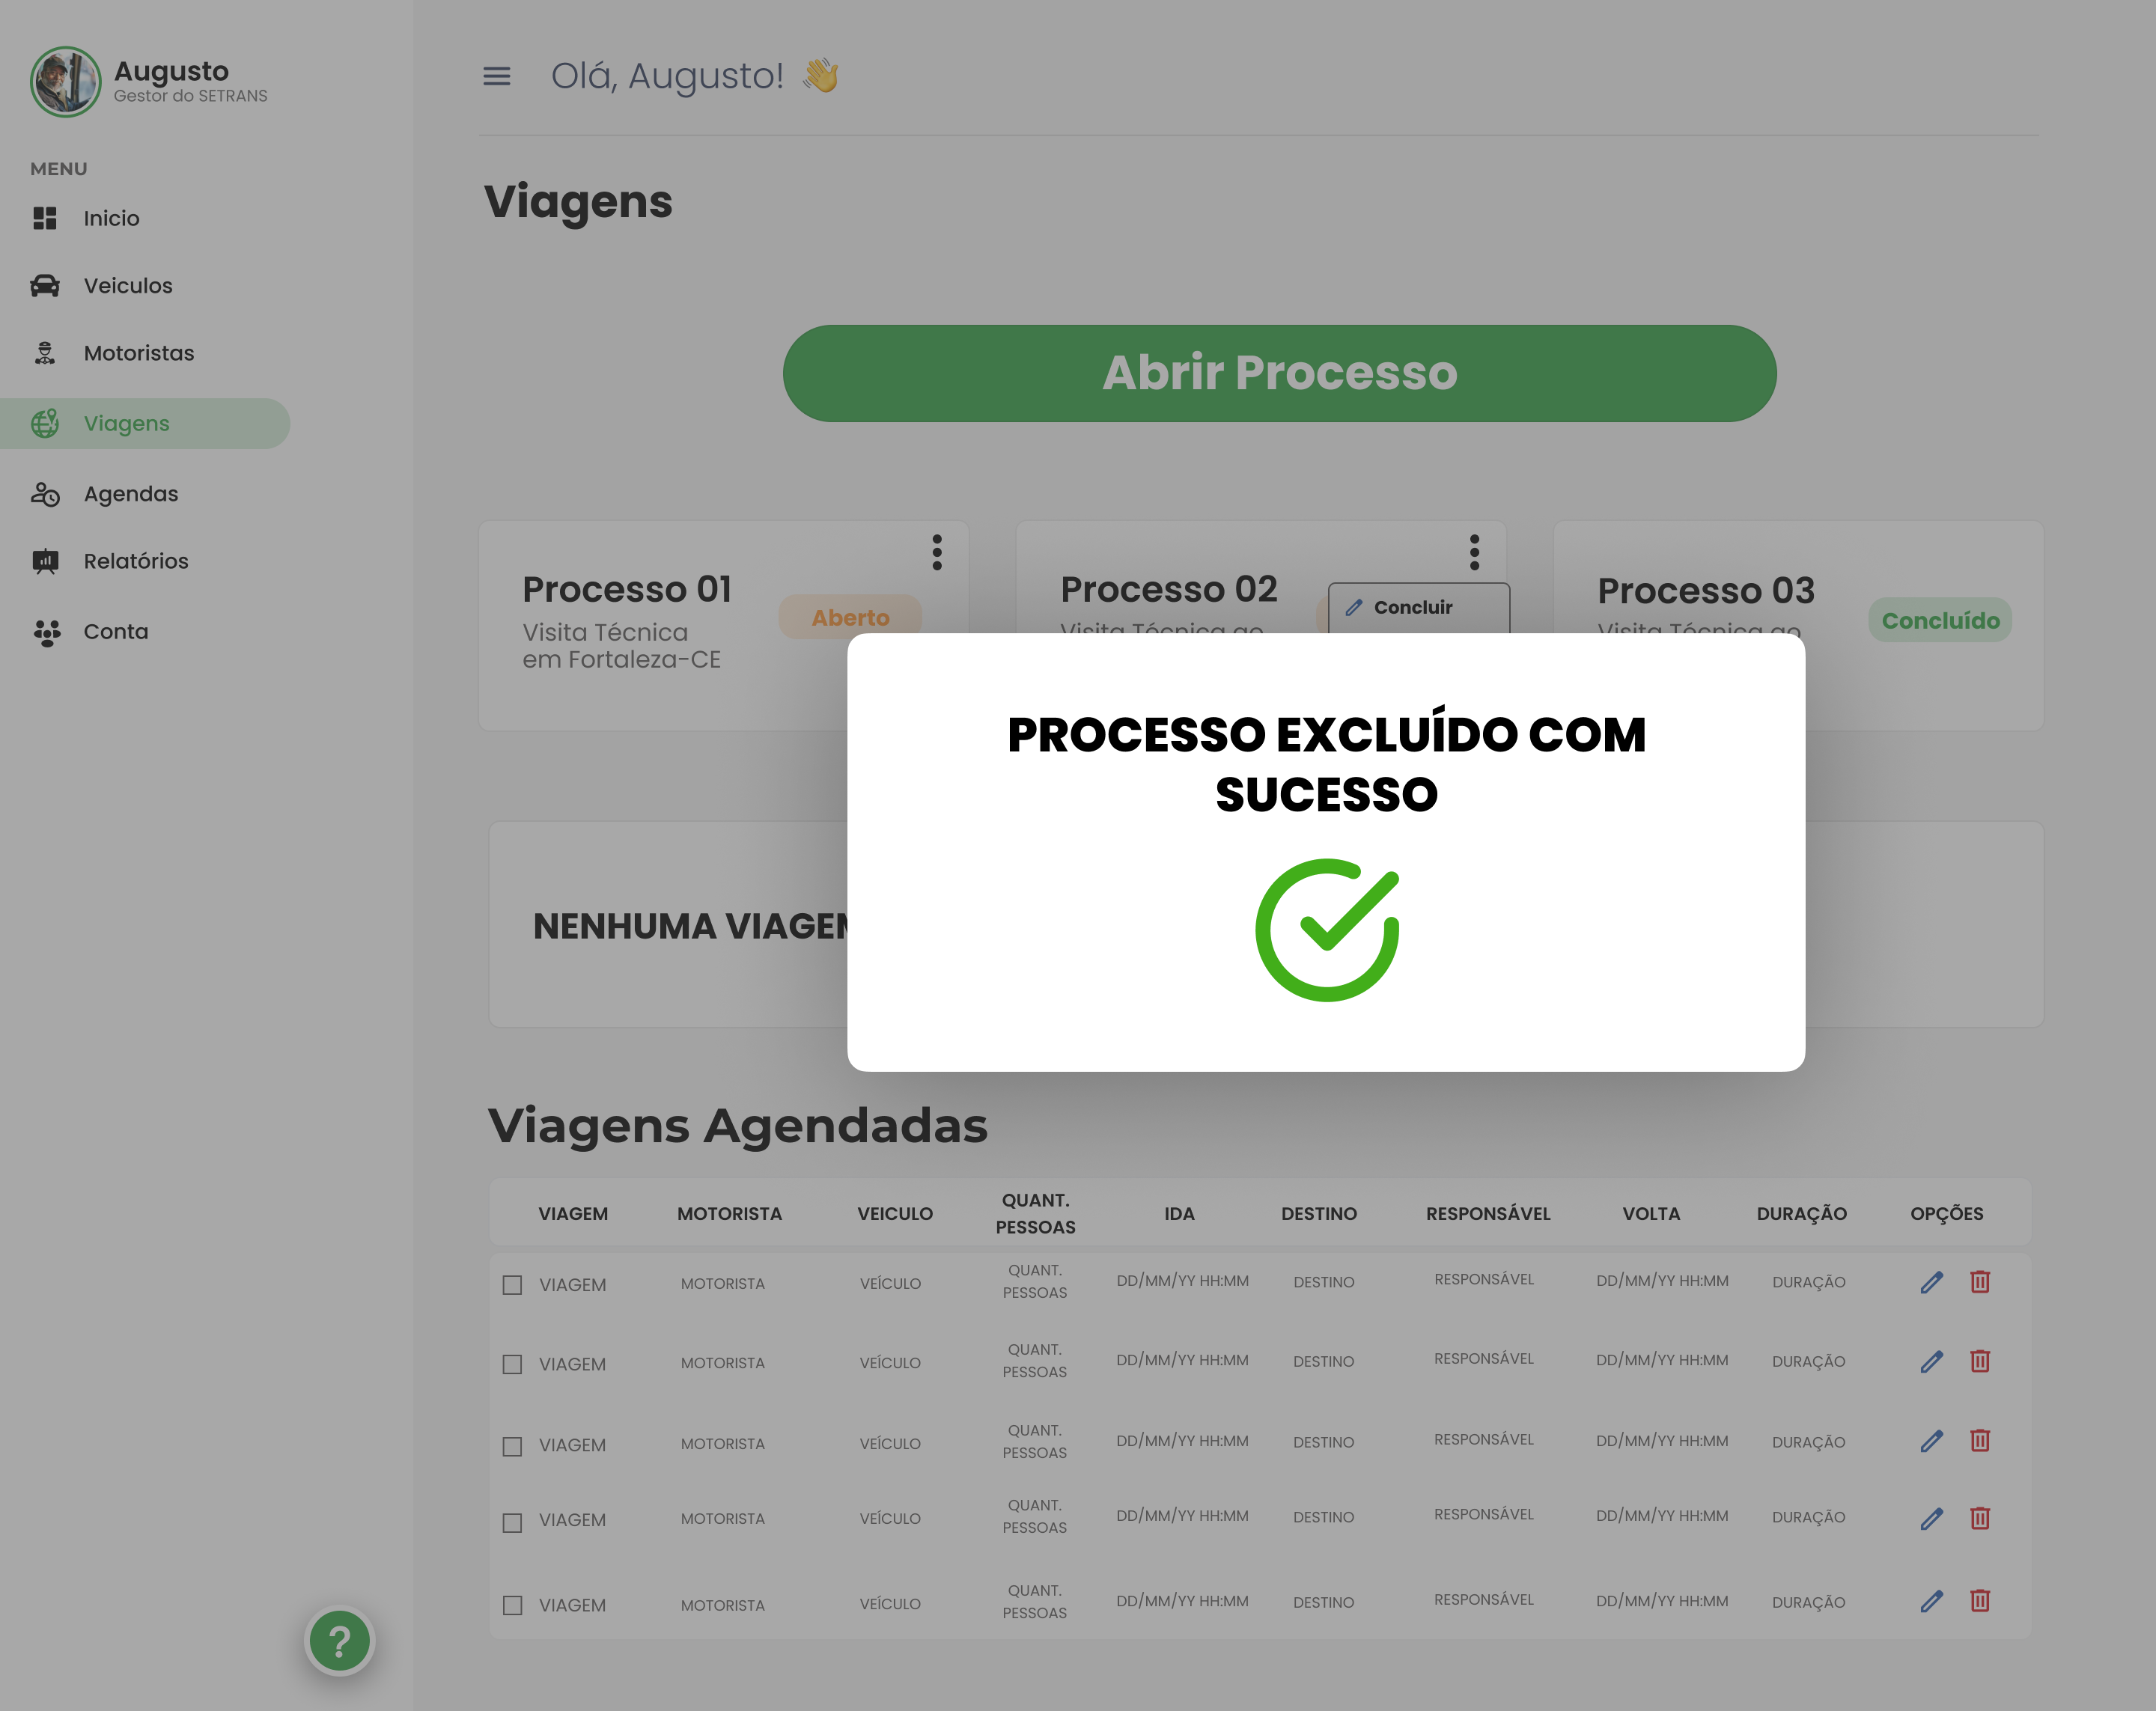 Augusto
Gestor do SETRANS
MENU
Inicio
Veiculos
Motoristas
Viagens
Agendas
Relatórios
Conta
?
Olá, Augusto! 👋
Viagens
Abrir Processo
Processo 01
Aberto
Visita Técnica
em Fortaleza-CE
Processo 02
Concluir
Visita Técnica ao
Processo 03
Concluído
Visita Técnica ao
PROCESSO EXCLUÍDO COM
SUCESSO
NENHUMA VIAGEM
Viagens Agendadas
VIAGEM MOTORISTA VEICULO QUANT. PESSOAS IDA DESTINO RESPONSÁVEL VOLTA DURAÇÃO OPÇÕES
VIAGEM MOTORISTA VEÍCULO QUANT. PESSOAS DD/MM/YY HH:MM DESTINO RESPONSÁVEL DD/MM/YY HH:MM DURAÇÃO
VIAGEM MOTORISTA VEÍCULO QUANT. PESSOAS DD/MM/YY HH:MM DESTINO RESPONSÁVEL DD/MM/YY HH:MM DURAÇÃO
VIAGEM MOTORISTA VEÍCULO QUANT. PESSOAS DD/MM/YY HH:MM DESTINO RESPONSÁVEL DD/MM/YY HH:MM DURAÇÃO
VIAGEM MOTORISTA VEÍCULO QUANT. PESSOAS DD/MM/YY HH:MM DESTINO RESPONSÁVEL DD/MM/YY HH:MM DURAÇÃO
VIAGEM MOTORISTA VEÍCULO QUANT. PESSOAS DD/MM/YY HH:MM DESTINO RESPONSÁVEL DD/MM/YY HH:MM DURAÇÃO